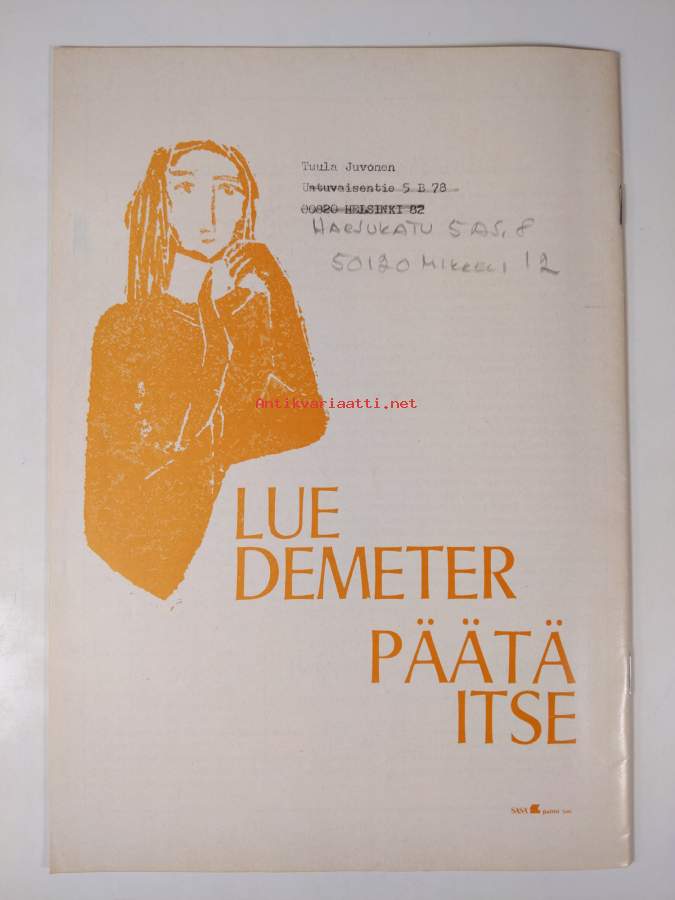 Tuula Juvonen
Untuvaisentie 5 B 78
00820 HELSINKI 82
HARJUKATU 5 AS. 8
50120 MIKKELI 12
Antikvariaatti.net
LUE
DEMETER
PÄÄTÄ
ITSE
SASA